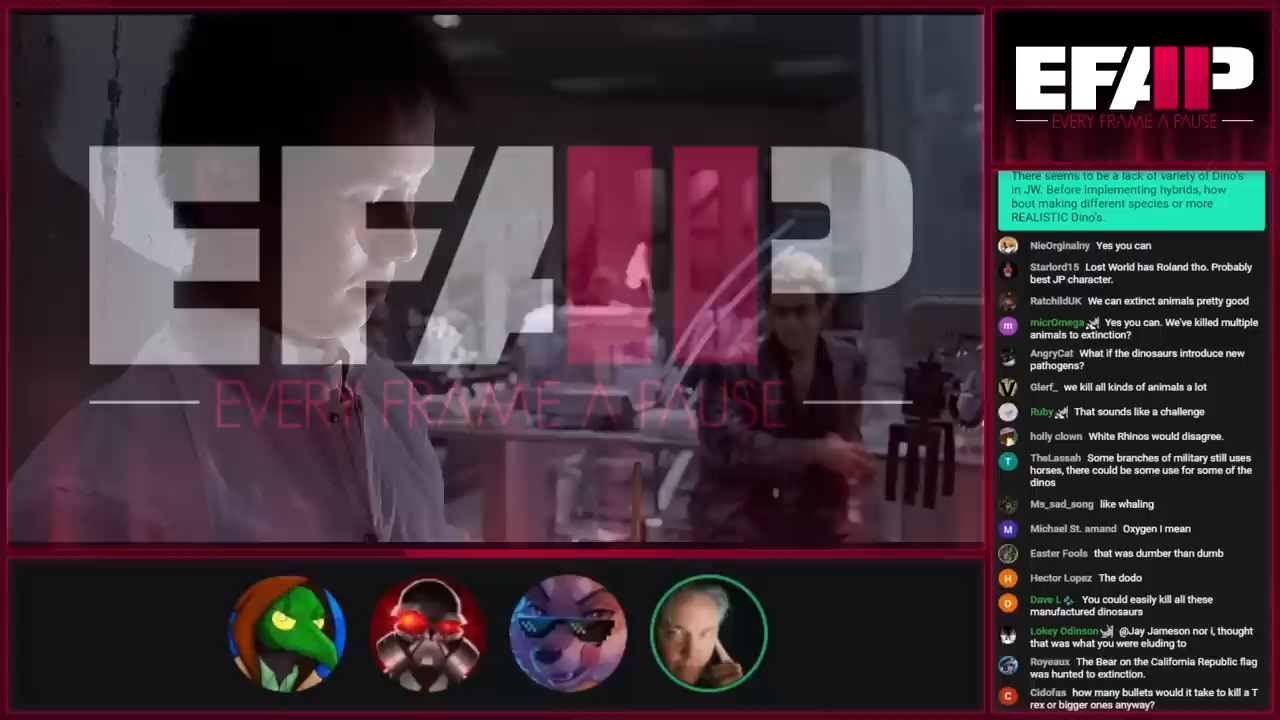 EFAP
EVERY FRAME A PAUSE
EFAP
EVERY FRAME A PAUSE
There seems to be a lack of variety of Dino's
in JW. Before implementing hybrids, how
bout making different species or more
REALISTIC Dino's.
NieOrginalny Yes you can
Starlord15 Lost World has Roland tho. Probably
best JP character.
RatchildUK We can extinct animals pretty good
micrOmega Yes you can. We've killed multiple
animals to extinction?
AngryCat What if the dinosaurs introduce new
pathogens?
Glerf_ we kill all kinds of animals a lot
Ruby That sounds like a challenge
holly clown White Rhinos would disagree.
T TheLassah Some branches of military still uses
horses, there could be some use for some of the
dinos
Ms_sad_song like whaling
M Michael St. amand Oxygen I mean
Easter Fools that was dumber than dumb
H Hector Lopez The dodo
D Dave L You could easily kill all these
manufactured dinosaurs
Lokey Odinson @Jay Jameson nor i, thought
that was what you were eluding to
Royeaux The Bear on the California Republic flag
was hunted to extinction.
C Cidofas how many bullets would it take to kill a T
rex or bigger ones anyway?